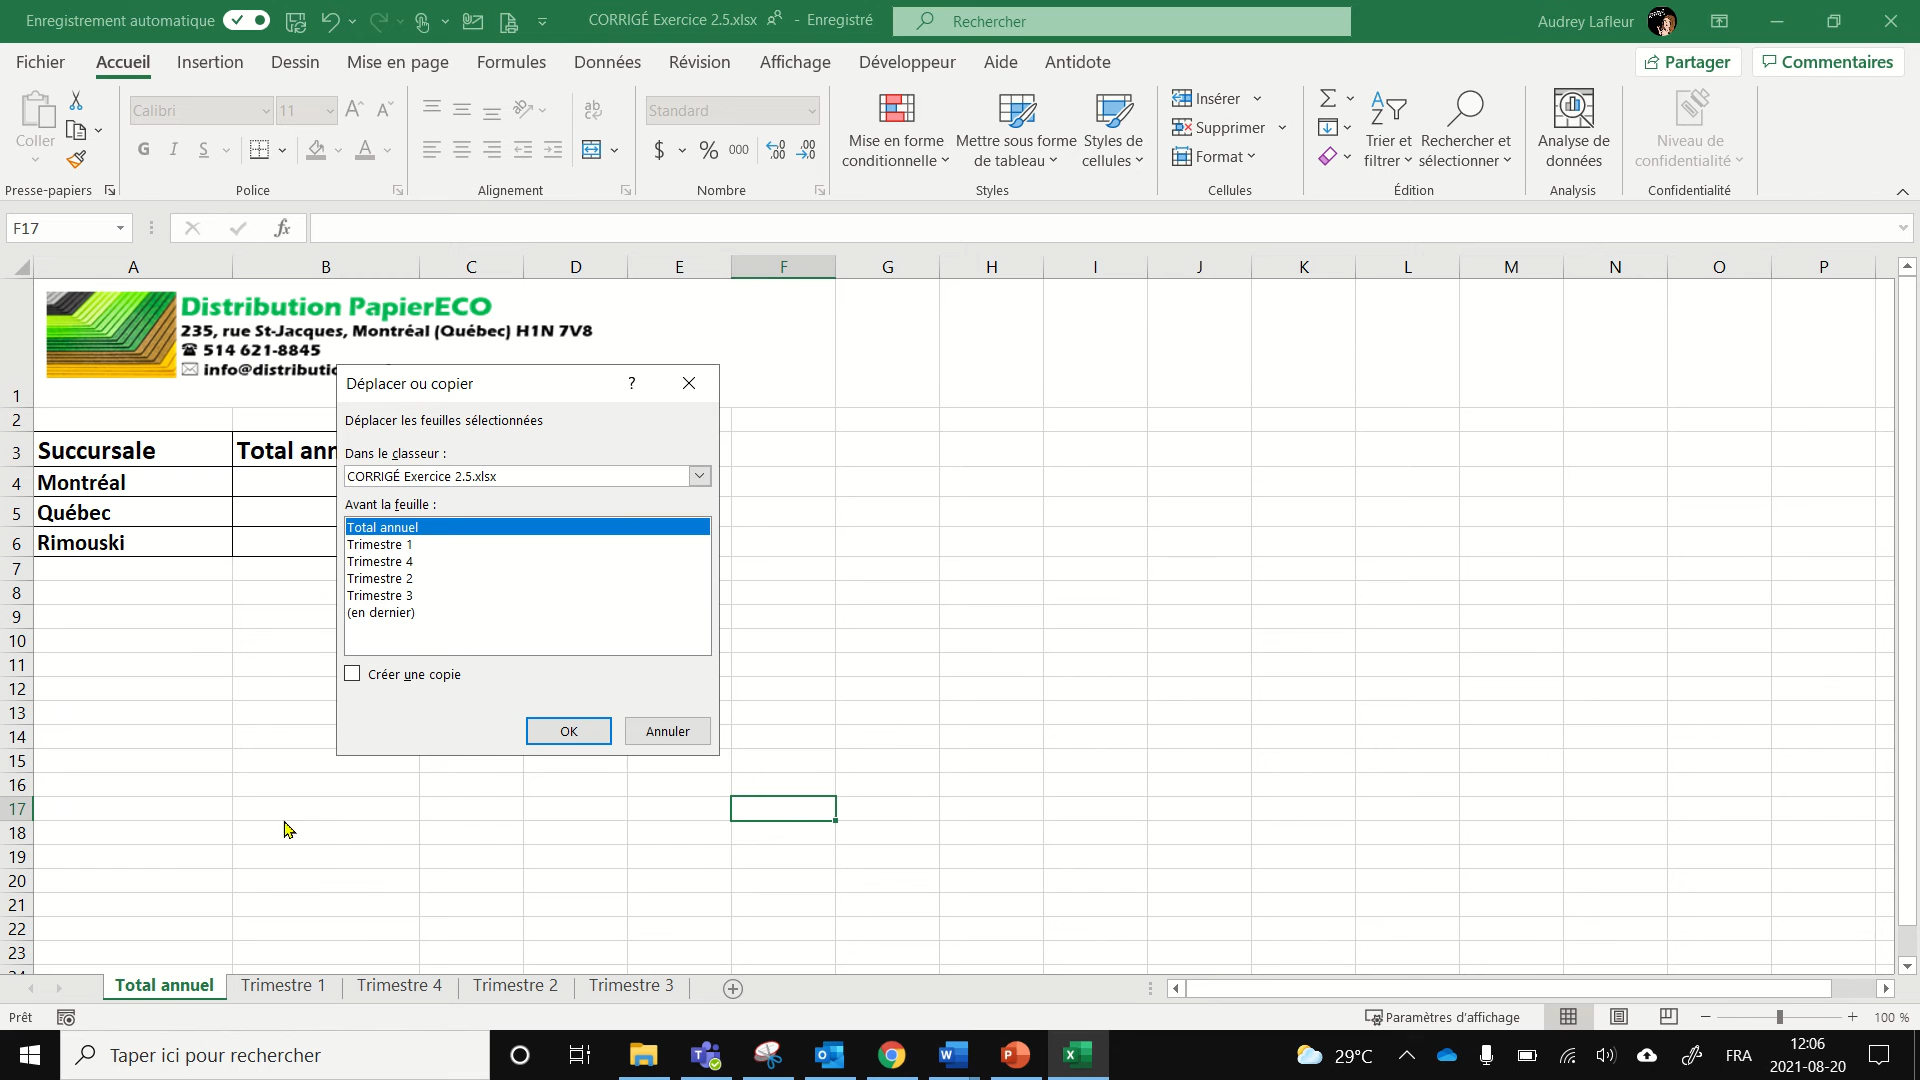 Enregistrement automatique
CORRIGÉ Exercice 2.5.xlsx - Enregistré
Rechercher
Audrey Lafleur
Fichier Accueil Insertion Dessin Mise en page Formules Données Révision Affichage Développeur Aide Antidote
Partager Commentaires
Coller
Calibri 11
G I S
Standard
$ % 000
Mise en forme conditionnelle
Mettre sous forme de tableau
Styles de cellules
Insérer
Supprimer
Format
Trier et filtrer
Rechercher et sélectionner
Analyse de données
Niveau de confidentialité
Presse-papiers Police Alignement Nombre Styles Cellules Édition Analysis Confidentialité
F17 fx
A B C D E F G H I J K L M N O P
Distribution PapierECO
235, rue St-Jacques, Montréal (Québec) H1N 7V8
☎ 514 621-8845
info@distributic
1
2
3 Succursale Total ann
4 Montréal
5 Québec
6 Rimouski
7
8
9
10
11
12
13
14
15
16
17
18
19
20
21
22
23
Déplacer ou copier ?
Déplacer les feuilles sélectionnées
Dans le classeur :
CORRIGÉ Exercice 2.5.xlsx
Avant la feuille :
Total annuel
Trimestre 1
Trimestre 4
Trimestre 2
Trimestre 3
(en dernier)
Créer une copie
OK Annuler
Total annuel Trimestre 1 Trimestre 4 Trimestre 2 Trimestre 3
Prêt
Paramètres d'affichage
100 %
Taper ici pour rechercher
29°C
FRA
12:06
2021-08-20